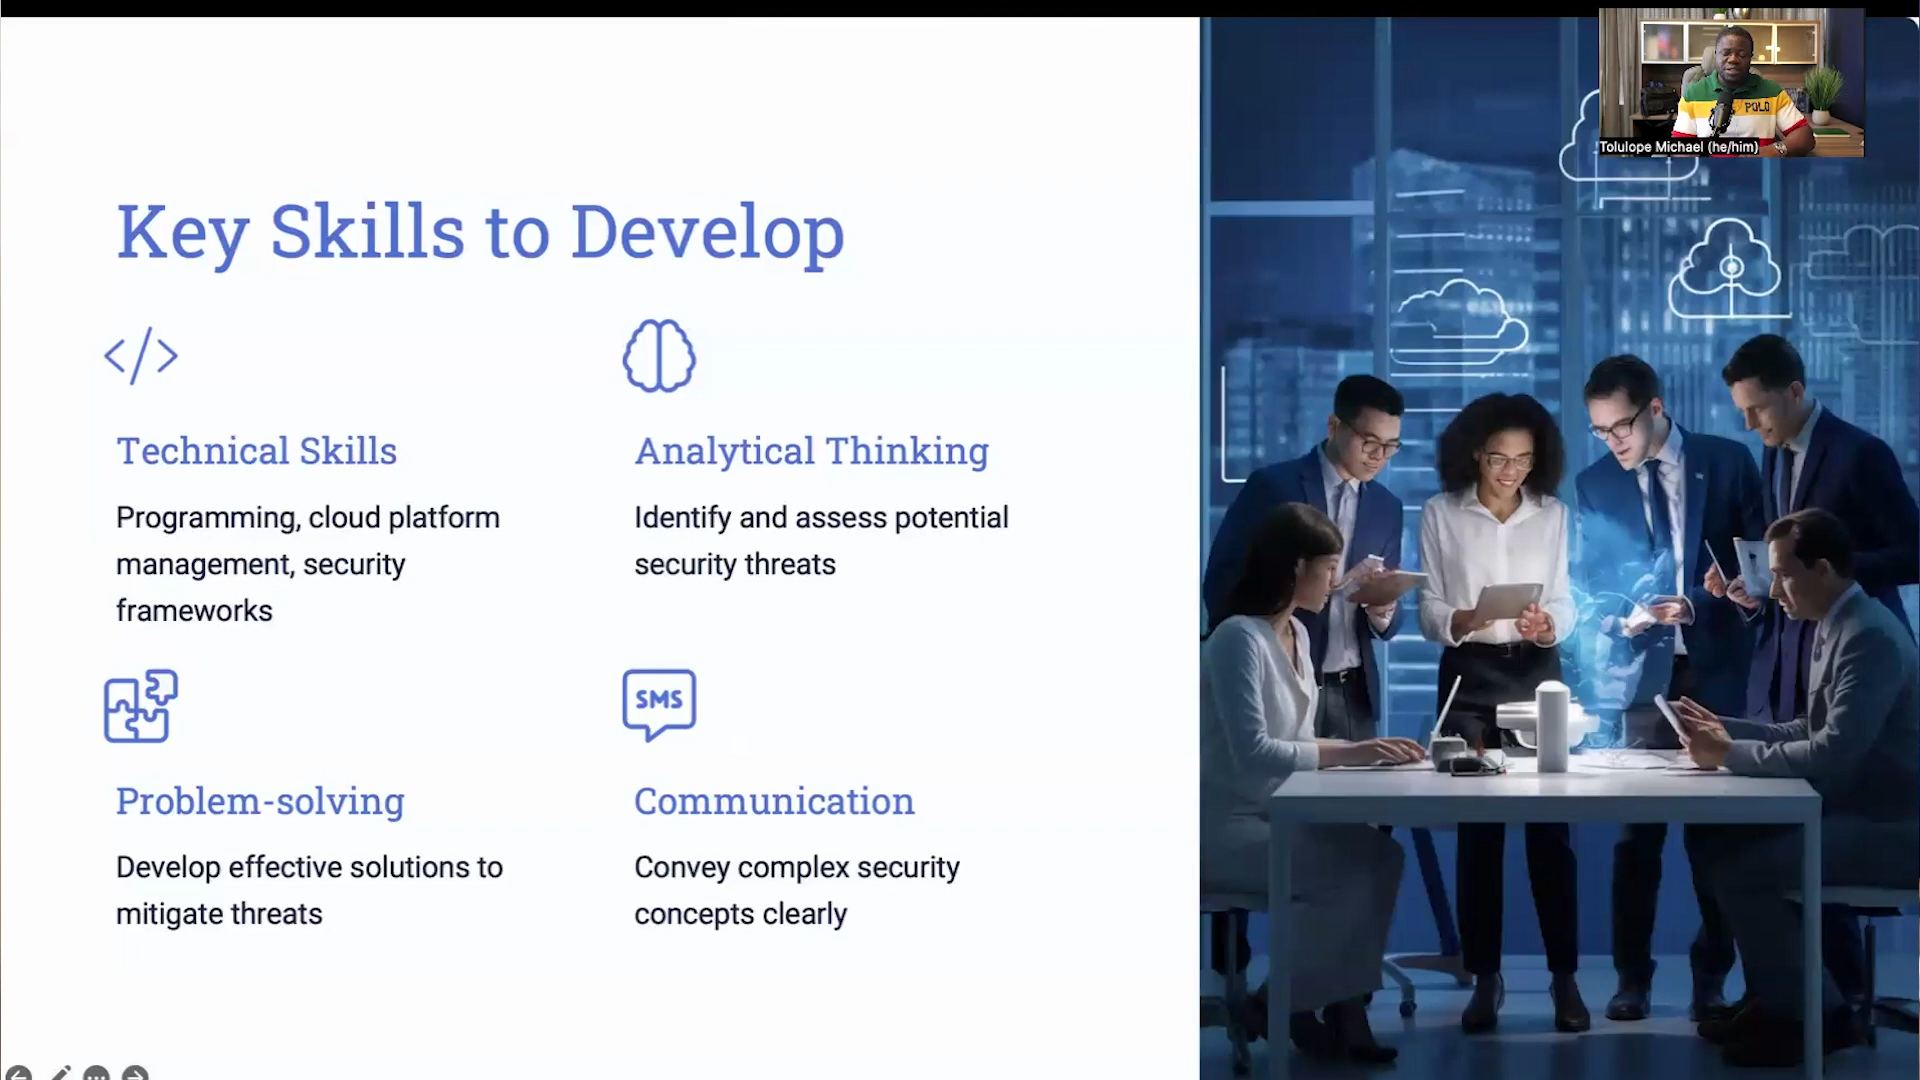 POLO
Tolulope Michael (he/him)
Key Skills to Develop
Technical Skills
Programming, cloud platform
management, security
frameworks
Analytical Thinking
Identify and assess potential
security threats
Problem-solving
Develop effective solutions to
mitigate threats
SMS
Communication
Convey complex security
concepts clearly